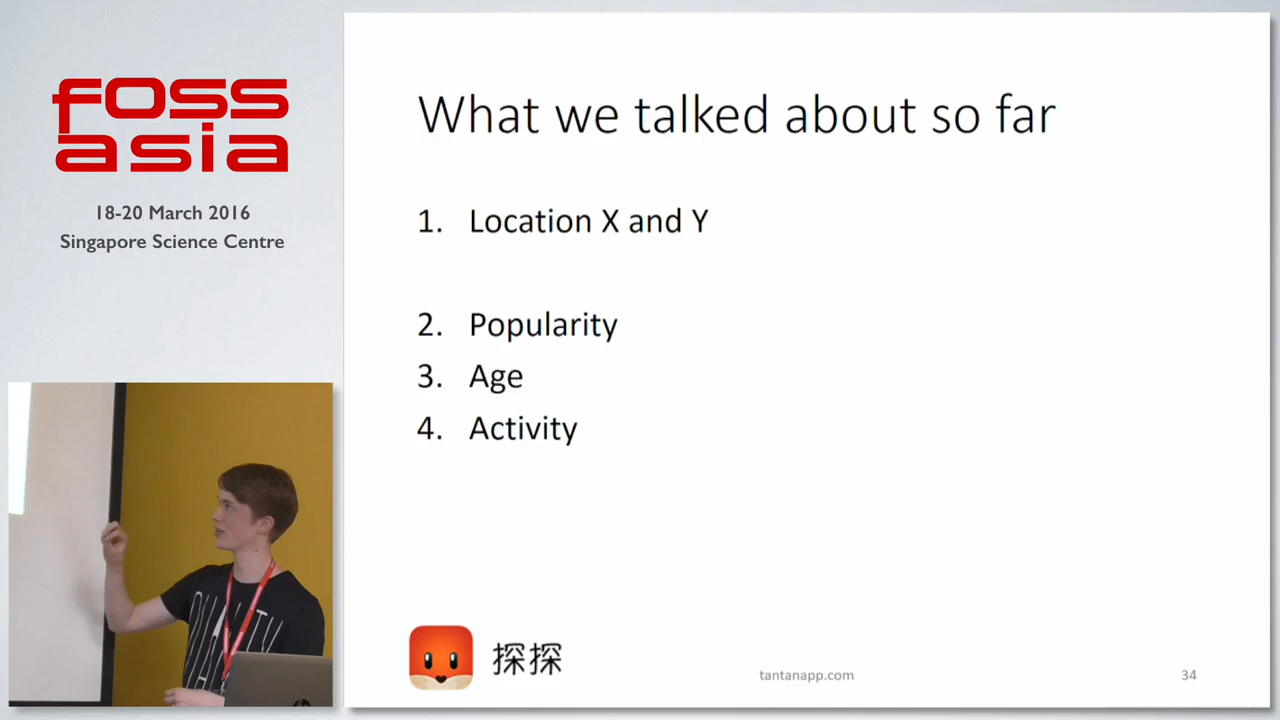 foss
asia
18-20 March 2016
Singapore Science Centre
What we talked about so far
1. Location X and Y
2. Popularity
3. Age
4. Activity
探探
tantanapp.com
34